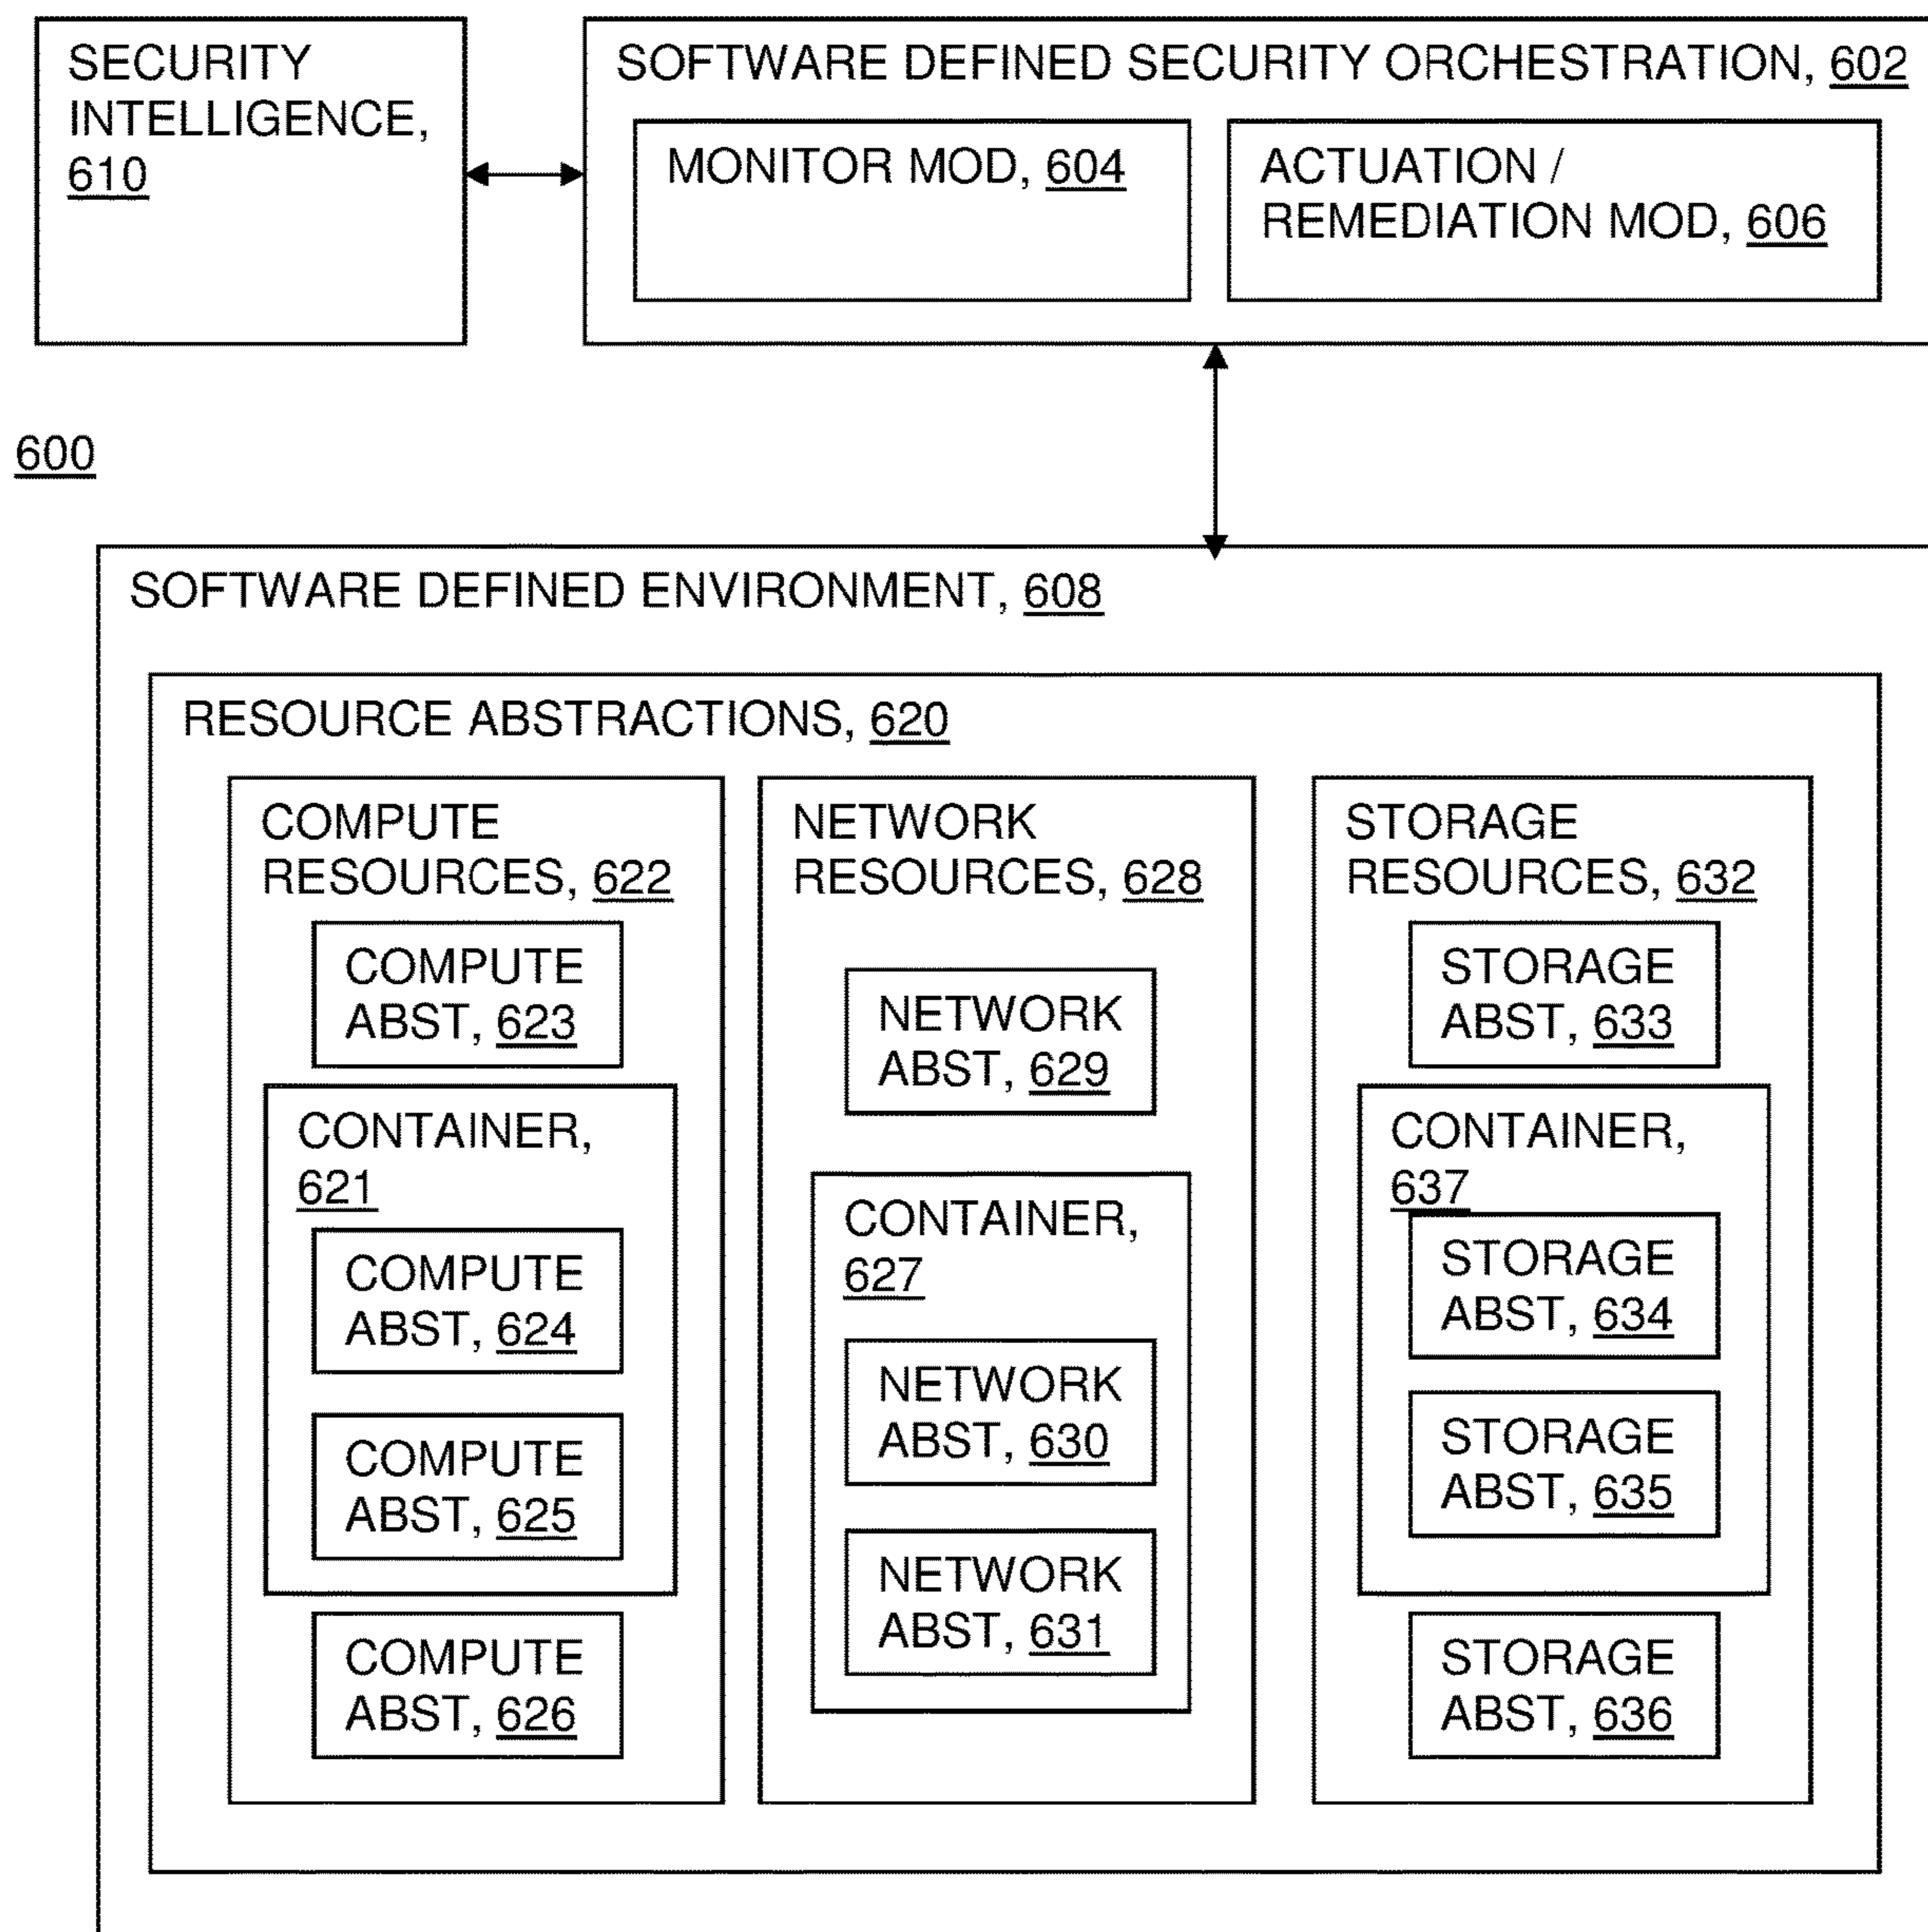 SECURITY
INTELLIGENCE,
610
SOFTWARE DEFINED SECURITY ORCHESTRATION, 602
MONITOR MOD, 604
ACTUATION /
REMEDIATION MOD, 606
600
SOFTWARE DEFINED ENVIRONMENT, 608
RESOURCE ABSTRACTIONS, 620
COMPUTE
RESOURCES, 622
COMPUTE
ABST, 623
CONTAINER,
621
COMPUTE
ABST, 624
COMPUTE
ABST, 625
COMPUTE
ABST, 626
NETWORK
RESOURCES, 628
NETWORK
ABST, 629
CONTAINER,
627
NETWORK
ABST, 630
NETWORK
ABST, 631
STORAGE
RESOURCES, 632
STORAGE
ABST, 633
CONTAINER,
637
STORAGE
ABST, 634
STORAGE
ABST, 635
STORAGE
ABST, 636